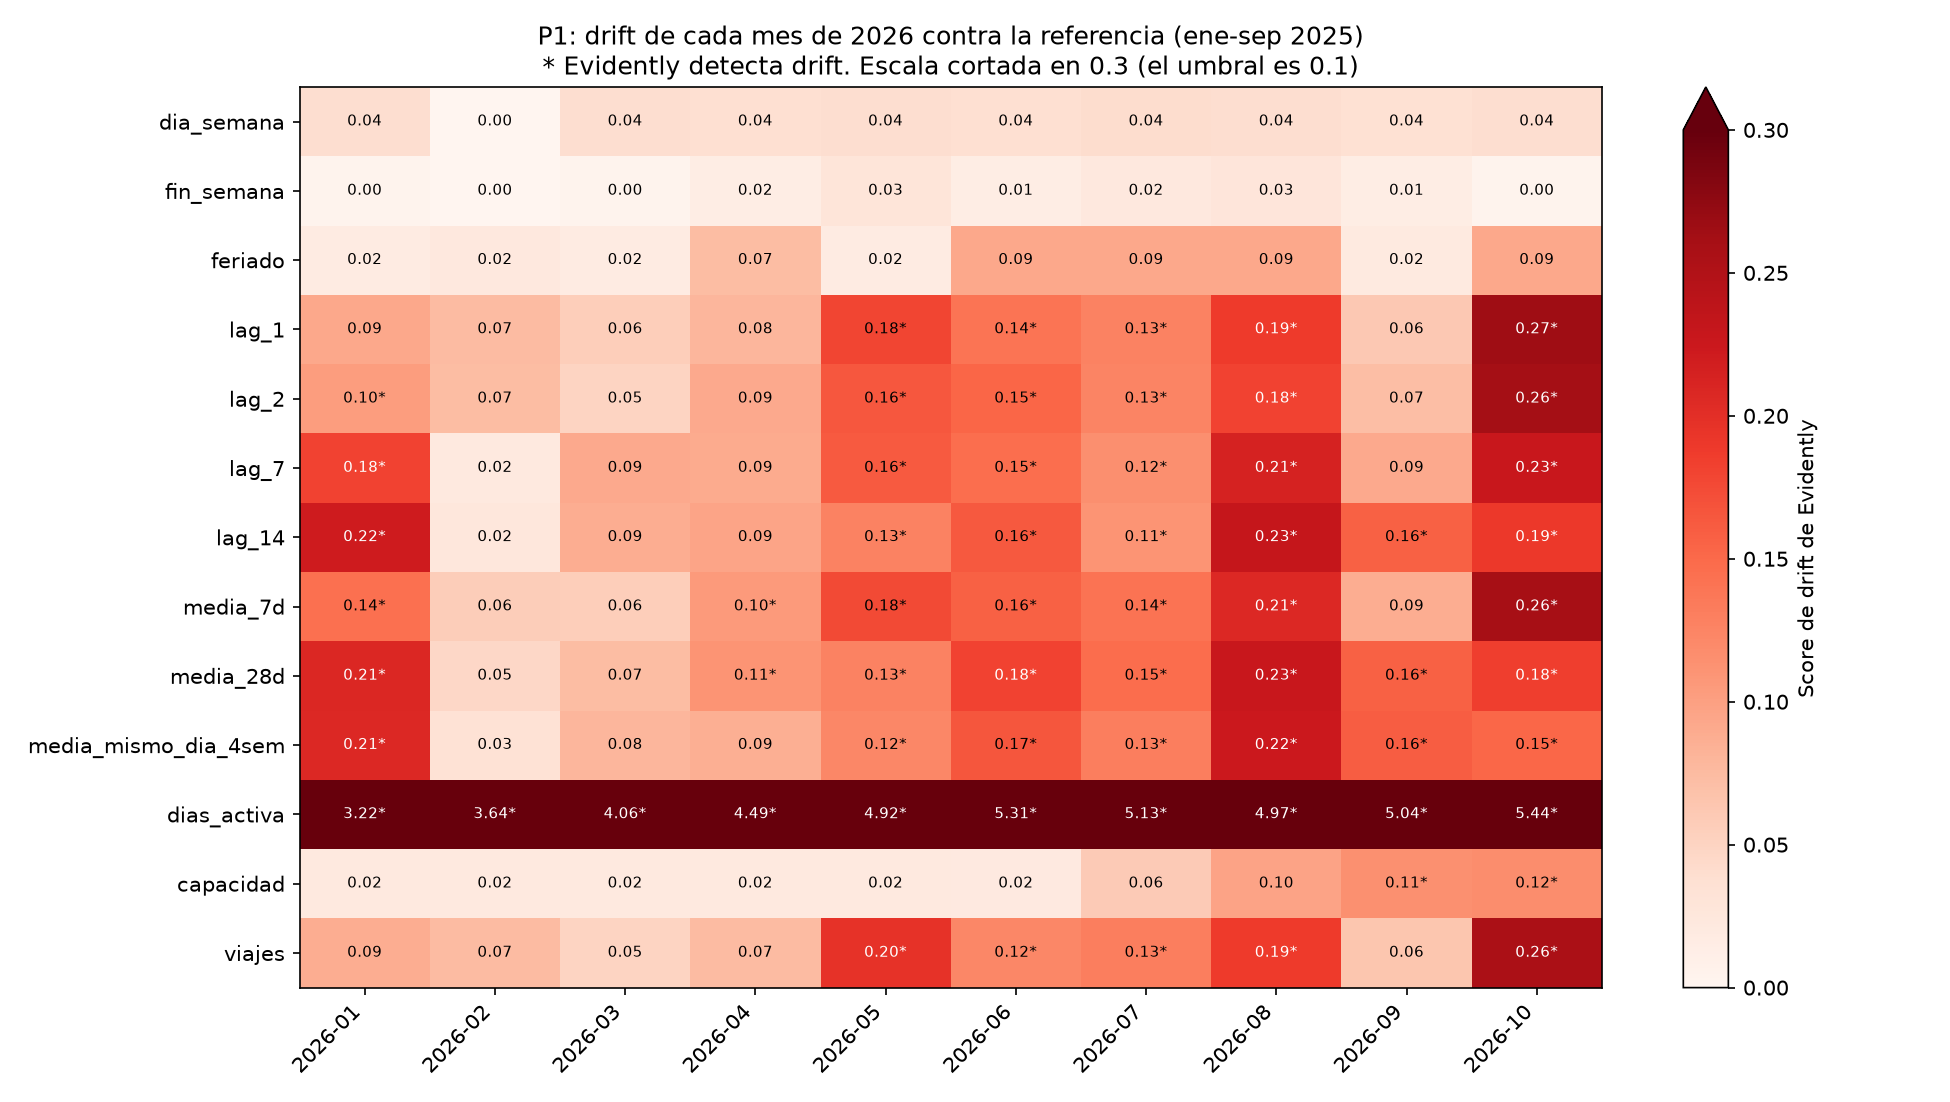 P1: drift de cada mes de 2026 contra la referencia (ene-sep 2025)
* Evidently detecta drift. Escala cortada en 0.3 (el umbral es 0.1)
dia_semana 0.04 0.00 0.04 0.04 0.04 0.04 0.04 0.04 0.04 0.04
fin_semana 0.00 0.00 0.00 0.02 0.03 0.01 0.02 0.03 0.01 0.00
feriado 0.02 0.02 0.02 0.07 0.02 0.09 0.09 0.09 0.02 0.09
lag_1 0.09 0.07 0.06 0.08 0.18* 0.14* 0.13* 0.19* 0.06 0.27*
lag_2 0.10* 0.07 0.05 0.09 0.16* 0.15* 0.13* 0.18* 0.07 0.26*
lag_7 0.18* 0.02 0.09 0.09 0.16* 0.15* 0.12* 0.21* 0.09 0.23*
lag_14 0.22* 0.02 0.09 0.09 0.13* 0.16* 0.11* 0.23* 0.16* 0.19*
media_7d 0.14* 0.06 0.06 0.10* 0.18* 0.16* 0.14* 0.21* 0.09 0.26*
media_28d 0.21* 0.05 0.07 0.11* 0.13* 0.18* 0.15* 0.23* 0.16* 0.18*
media_mismo_dia_4sem 0.21* 0.03 0.08 0.09 0.12* 0.17* 0.13* 0.22* 0.16* 0.15*
dias_activa 3.22* 3.64* 4.06* 4.49* 4.92* 5.31* 5.13* 4.97* 5.04* 5.44*
capacidad 0.02 0.02 0.02 0.02 0.02 0.02 0.06 0.10 0.11* 0.12*
viajes 0.09 0.07 0.05 0.07 0.20* 0.12* 0.13* 0.19* 0.06 0.26*
2026-01 2026-02 2026-03 2026-04 2026-05 2026-06 2026-07 2026-08 2026-09 2026-10
0.30
0.25
0.20
0.15
0.10
0.05
0.00
Score de drift de Evidently